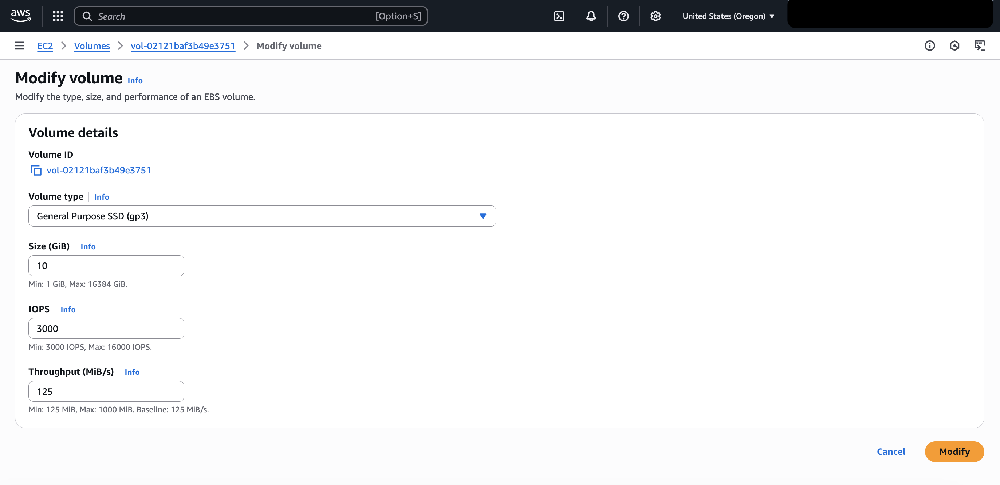 aws
Search [Option+S]
United States (Oregon)
EC2 Volumes vol-02121baf3b49e3751 Modify volume
Modify volume Info
Modify the type, size, and performance of an EBS volume.
Volume details
Volume ID
vol-02121baf3b49e3751
Volume type Info
General Purpose SSD (gp3)
Size (GiB) Info
10
Min: 1 GiB, Max: 16384 GiB.
IOPS Info
3000
Min: 3000 IOPS, Max: 16000 IOPS.
Throughput (MiB/s) Info
125
Min: 125 MiB, Max: 1000 MiB. Baseline: 125 MiB/s.
Cancel Modify